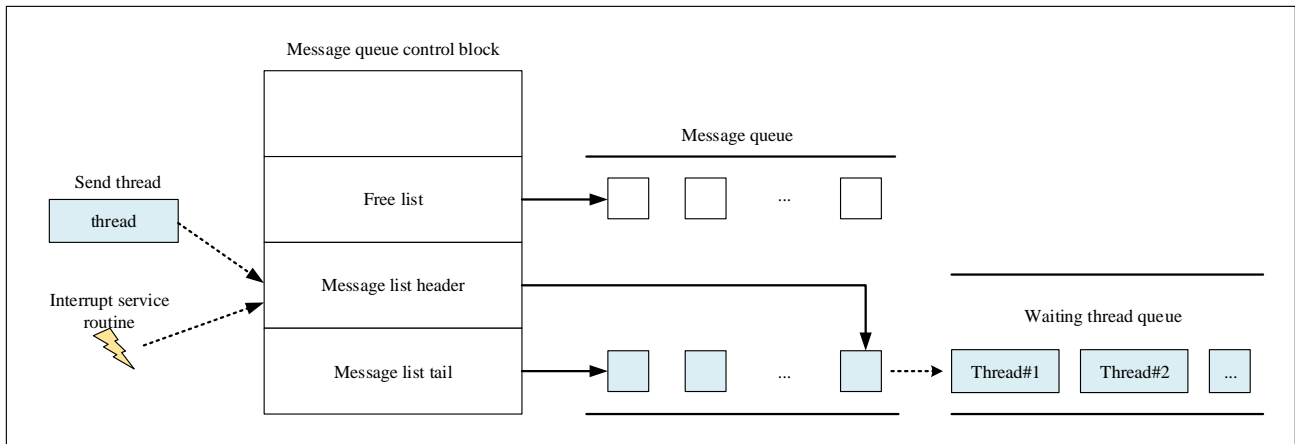 Message queue control block
Message queue
Send thread
thread
Free list
...
Interrupt service
routine
Message list header
Waiting thread queue
Message list tail
...
Thread#1
Thread#2
...